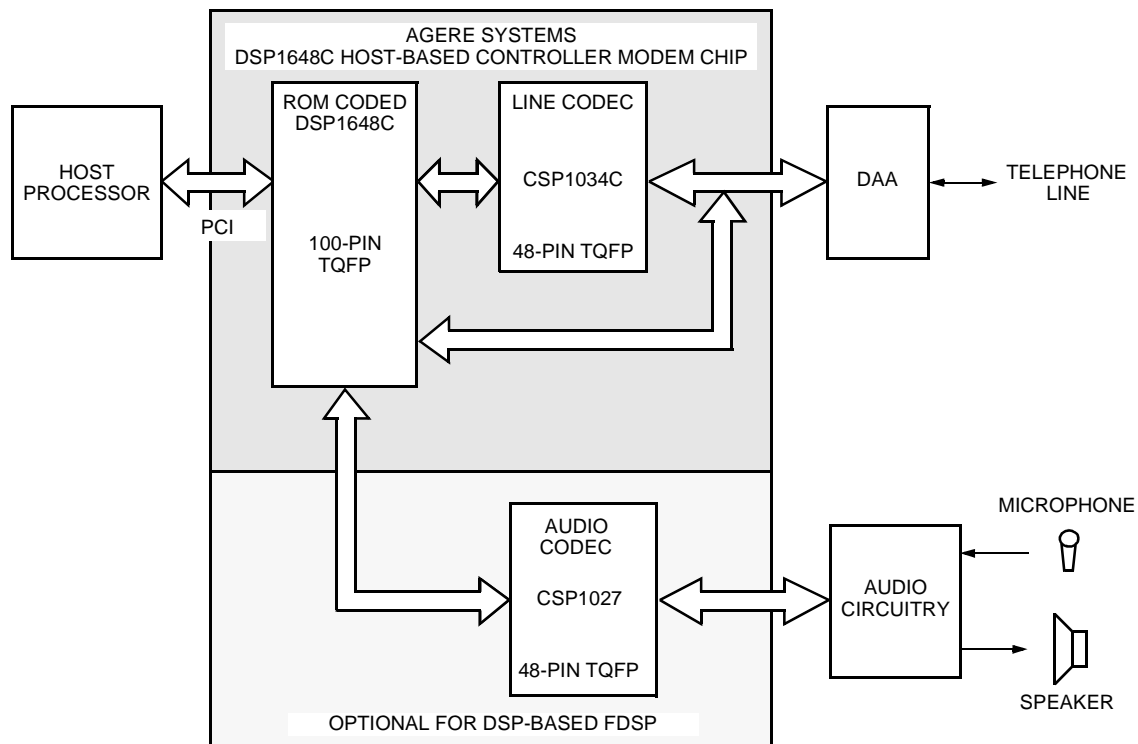 AGERE SYSTEMS
DSP1648C HOST-BASED CONTROLLER MODEM CHIP
HOST
PROCESSOR
PCI
ROM CODED
DSP1648C
100-PIN
TQFP
LINE CODEC
CSP1034C
48-PIN TQFP
DAA
TELEPHONE
LINE
AUDIO
CODEC
CSP1027
48-PIN TQFP
AUDIO
CIRCUITRY
MICROPHONE
SPEAKER
OPTIONAL FOR DSP-BASED FDSP